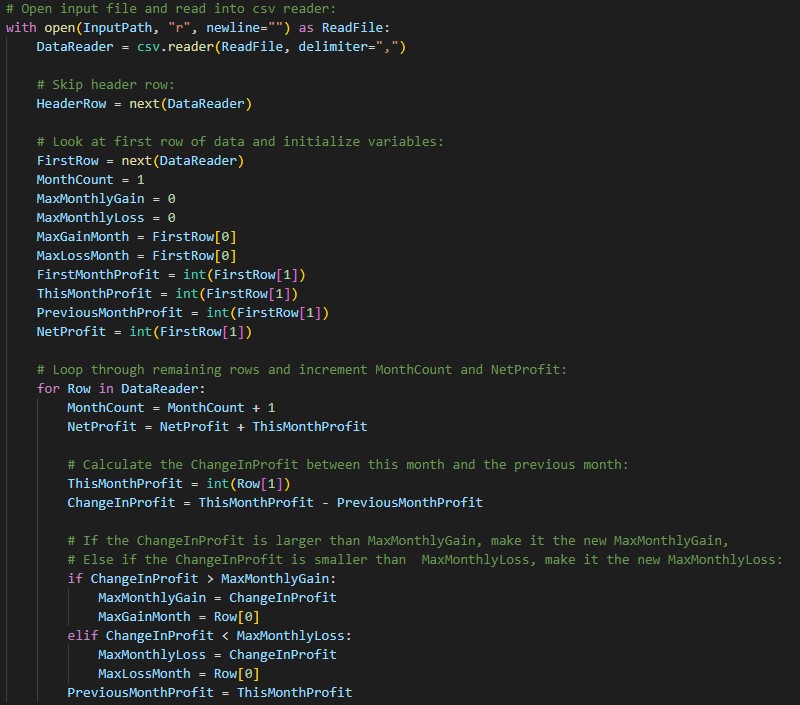 # Open input file and read into csv reader:
with open(InputPath, "r", newline="") as ReadFile:
    DataReader = csv.reader(ReadFile, delimiter=",")

    # Skip header row:
    HeaderRow = next(DataReader)

    # Look at first row of data and initialize variables:
    FirstRow = next(DataReader)
    MonthCount = 1
    MaxMonthlyGain = 0
    MaxMonthlyLoss = 0
    MaxGainMonth = FirstRow[0]
    MaxLossMonth = FirstRow[0]
    FirstMonthProfit = int(FirstRow[1])
    ThisMonthProfit = int(FirstRow[1])
    PreviousMonthProfit = int(FirstRow[1])
    NetProfit = int(FirstRow[1])

    # Loop through remaining rows and increment MonthCount and NetProfit:
    for Row in DataReader:
        MonthCount = MonthCount + 1
        NetProfit = NetProfit + ThisMonthProfit

        # Calculate the ChangeInProfit between this month and the previous month:
        ThisMonthProfit = int(Row[1])
        ChangeInProfit = ThisMonthProfit - PreviousMonthProfit

        # If the ChangeInProfit is larger than MaxMonthlyGain, make it the new MaxMonthlyGain,
        # Else if the ChangeInProfit is smaller than  MaxMonthlyLoss, make it the new MaxMonthlyLoss:
        if ChangeInProfit > MaxMonthlyGain:
            MaxMonthlyGain = ChangeInProfit
            MaxGainMonth = Row[0]
        elif ChangeInProfit < MaxMonthlyLoss:
            MaxMonthlyLoss = ChangeInProfit
            MaxLossMonth = Row[0]
        PreviousMonthProfit = ThisMonthProfit